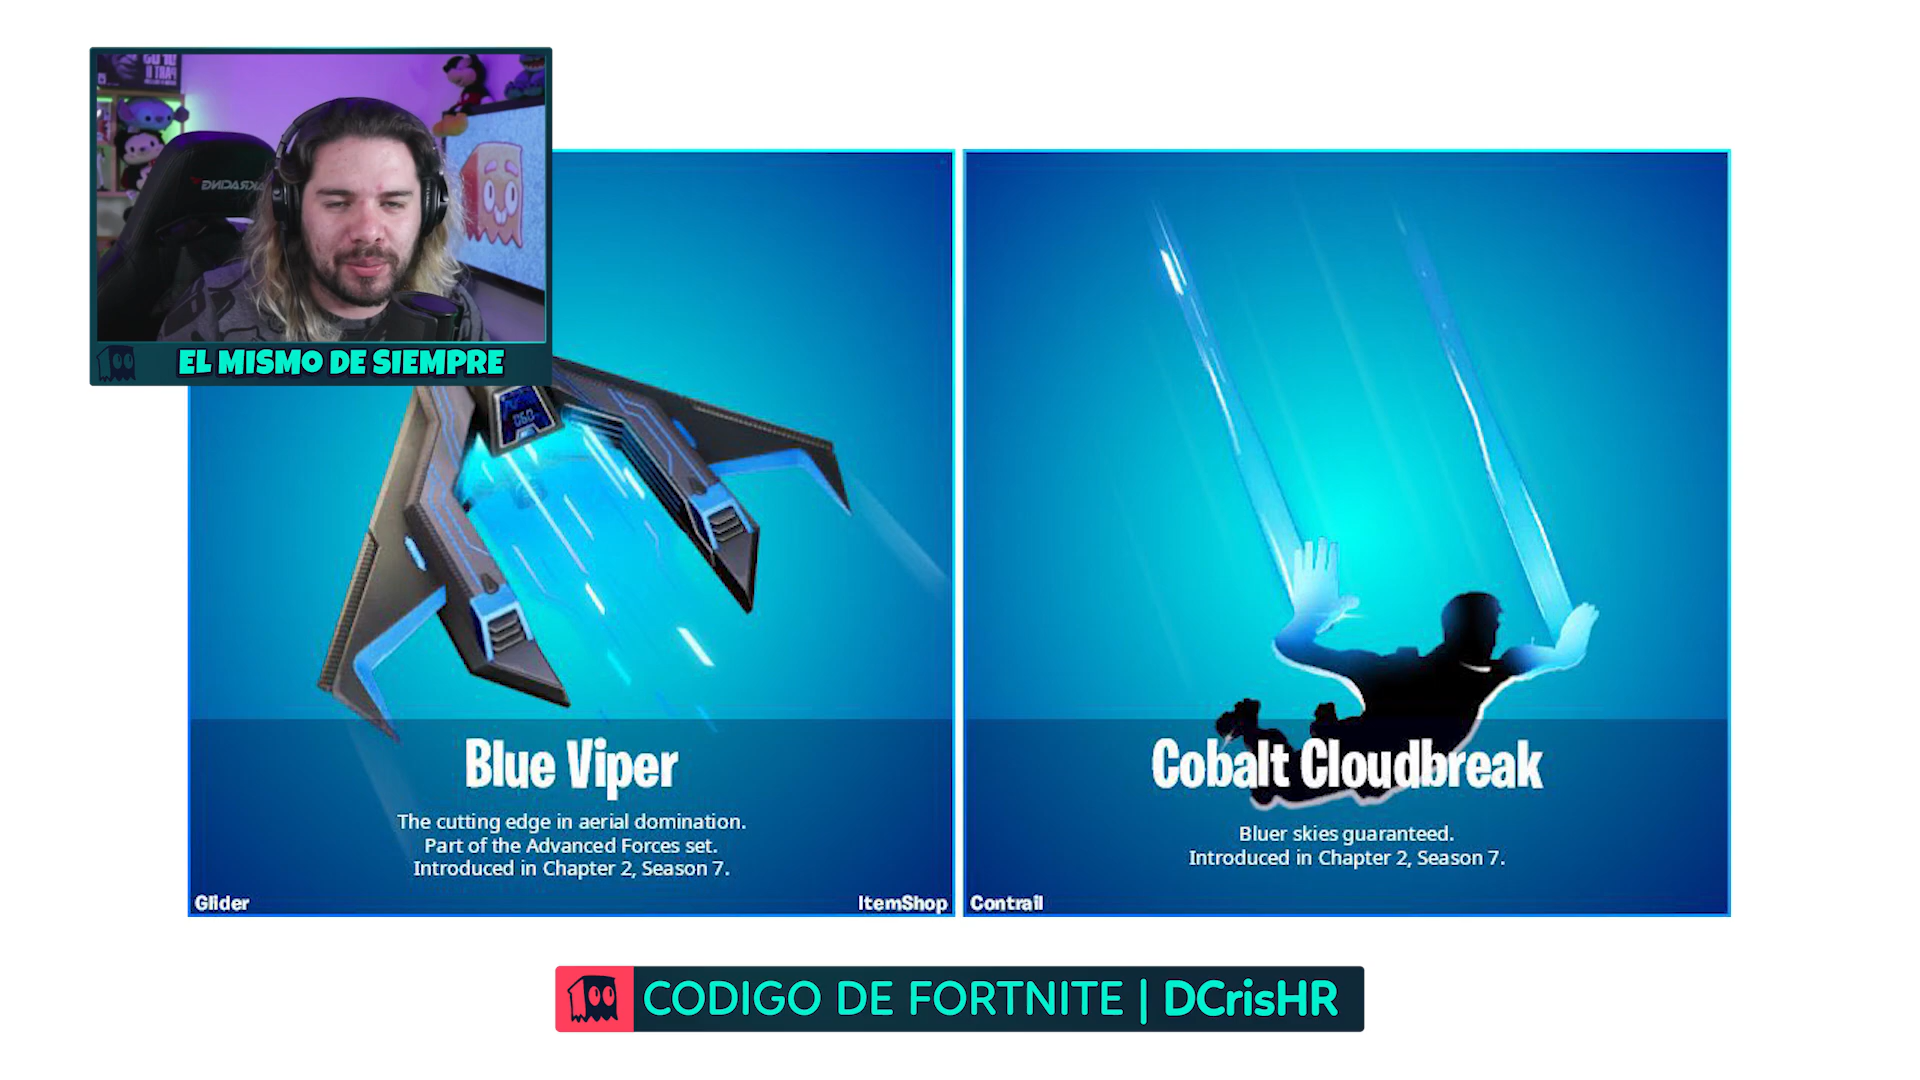 EL MISMO DE SIEMPRE
Blue Viper
The cutting edge in aerial domination.
Part of the Advanced Forces set.
Introduced in Chapter 2, Season 7.
Glider
ItemShop
Cobalt Cloudbreak
Bluer skies guaranteed.
Introduced in Chapter 2, Season 7.
Contrail
CODIGO DE FORTNITE | DCrisHR